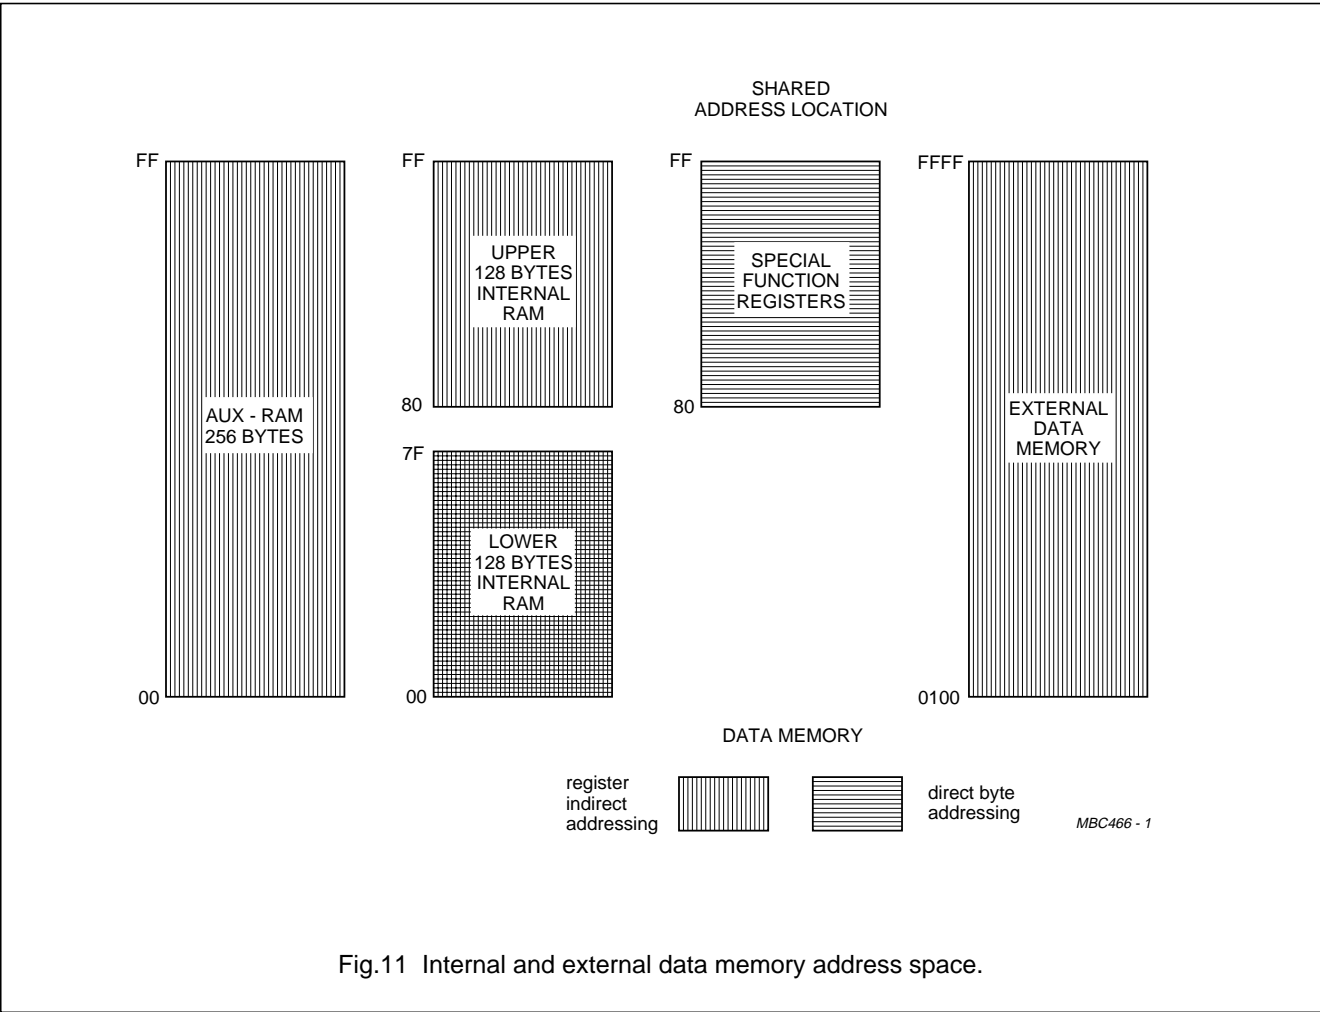 SHARED
ADDRESS LOCATION
FF
FF
FF
FFFF
UPPER
128 BYTES
INTERNAL
RAM
SPECIAL
FUNCTION
REGISTERS
80
80
AUX - RAM
256 BYTES
EXTERNAL
DATA
MEMORY
7F
LOWER
128 BYTES
INTERNAL
RAM
00
00
0100
DATA MEMORY
register
indirect
addressing
direct byte
addressing
MBC466 - 1
Fig.11 Internal and external data memory address space.